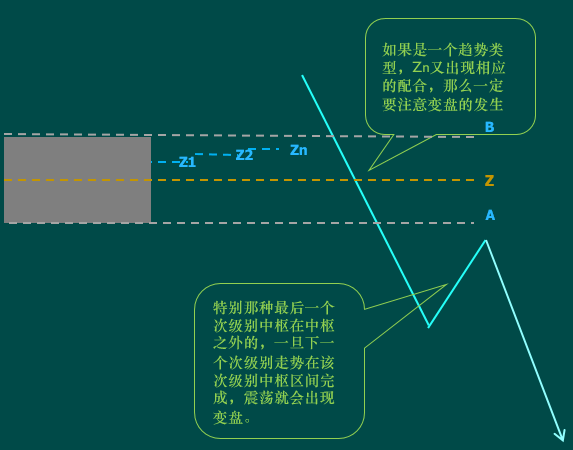 如果是一个趋势类
型，Zn又出现相应
的配合，那么一定
要注意变盘的发生
B
Z1
Z2
Zn
Z
A
特别那种最后一个
次级别中枢在中枢
之外的，一旦下一
个次级别走势在该
次级别中枢区间完
成，震荡就会出现
变盘。